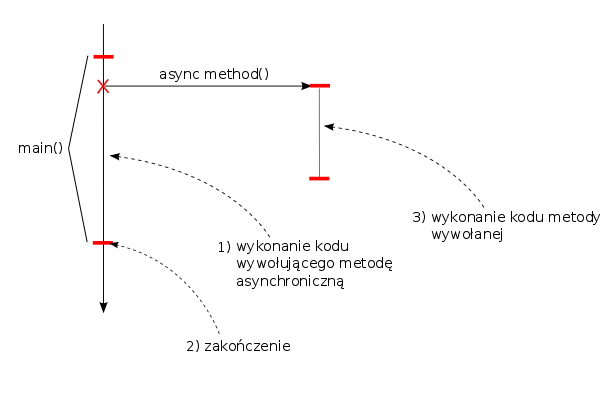 async method()
main()
3) wykonanie kodu metody
wywołanej
1) wykonanie kodu
wywołującego metodę
asynchroniczną
2) zakończenie